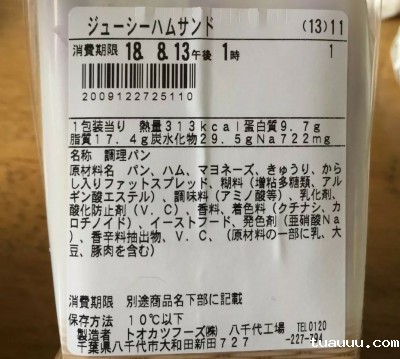 ジューシーハムサンド (13)11
消費期限 18. 8.13午後 1時 1
2009122725110
1包装当り 熱量313kcal蛋白質9.7g
脂質17.4g炭水化物29.5gNa722mg
名称 調理パン
原材料名 パン、ハム、マヨネーズ、きゅうり、から
し入りファットスプレッド、糊料(増粘多糖類、アル
ギン酸エステル)、調味料(アミノ酸等)、乳化剤、
酸化防止剤(V.C)、香料、着色料(クチナシ、カ
ロチノイド)、イーストフード、発色剤(亜硝酸Na
)、香辛料抽出物、V.C、(原材料の一部に乳、大
豆、豚肉を含む)
消費期限 別途商品名下部に記載
保存方法 10℃以下
製造者 トオカツフーズ㈱ 八千代工場 TEL0120
千葉県八千代市大和田新田727 -227-794
tuauuu.com